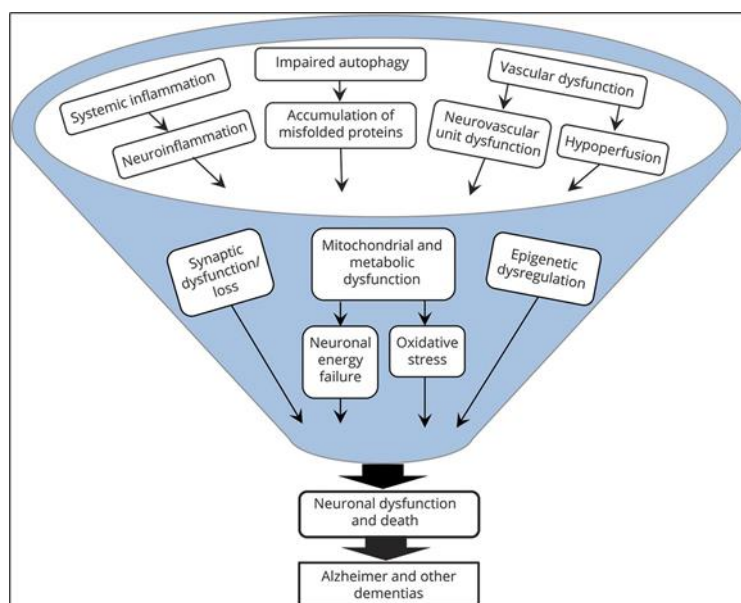 Systemic inflammation
Neuroinflammation
Impaired autophagy
Accumulation of
misfolded proteins
Vascular dysfunction
Neurovascular
unit dysfunction
Hypoperfusion
Synaptic
dysfunction/
loss
Mitochondrial and
metabolic
dysfunction
Neuronal
energy
failure
Oxidative
stress
Epigenetic
dysregulation
Neuronal dysfunction
and death
Alzheimer and other
dementias